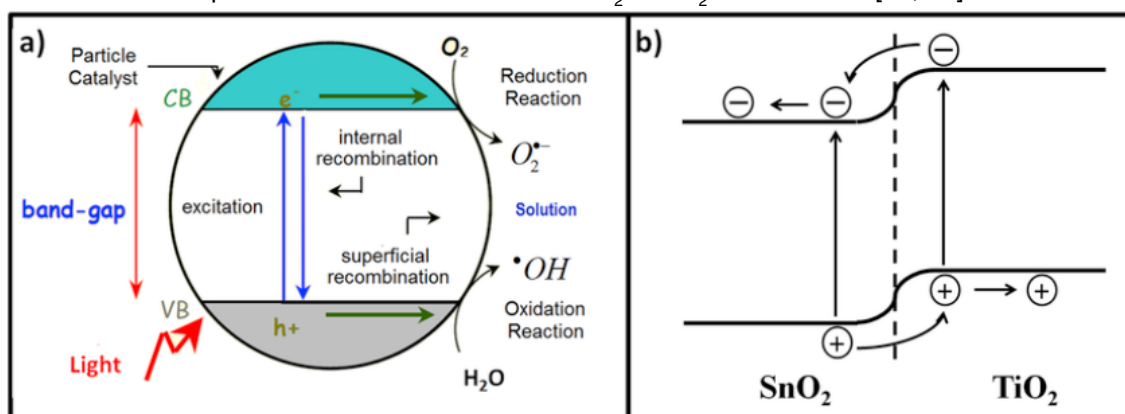 a)
Particle
Catalyst
CB
e-
O2
Reduction
Reaction
O2•−
internal
recombination
band-gap
excitation
Solution
superficial
recombination
•OH
VB
h+
Oxidation
Reaction
Light
H2O
b)
−
−
−
+
+
+
SnO2
TiO2